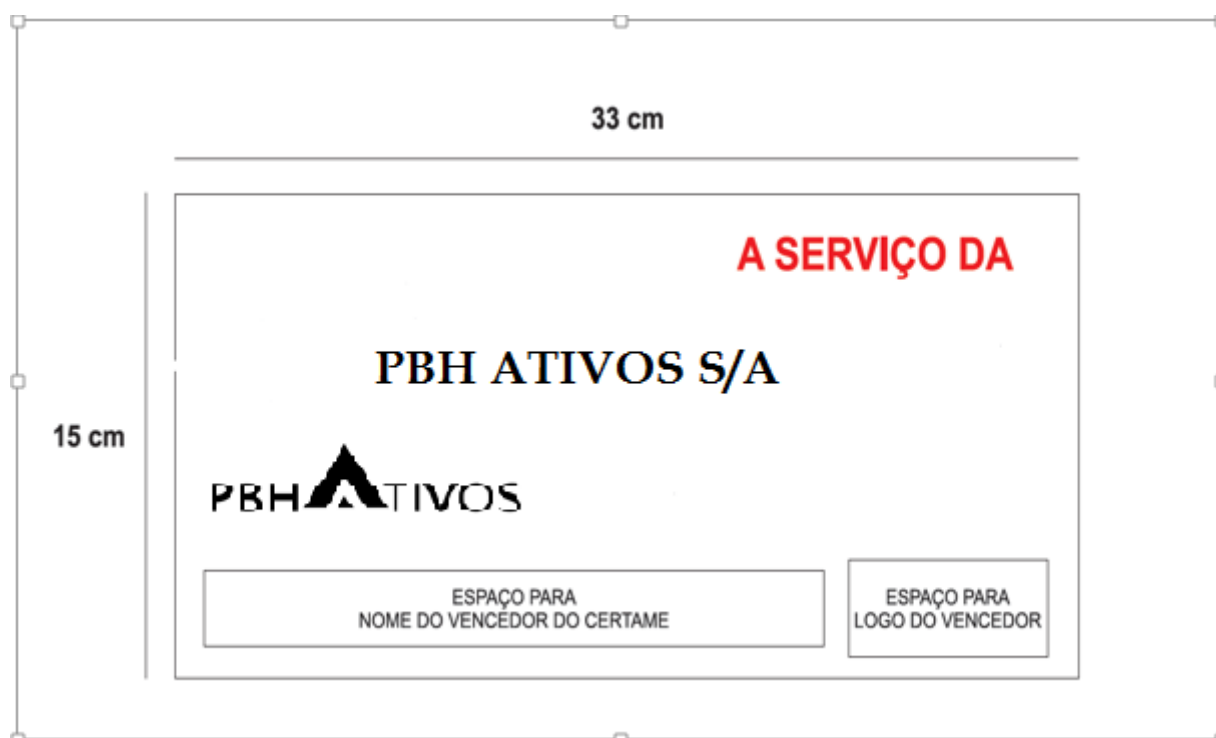 33 cm
A SERVIÇO DA
PBH ATIVOS S/A
15 cm
PBHATIVOS
ESPAÇO PARA
NOME DO VENCEDOR DO CERTAME
ESPAÇO PARA
LOGO DO VENCEDOR